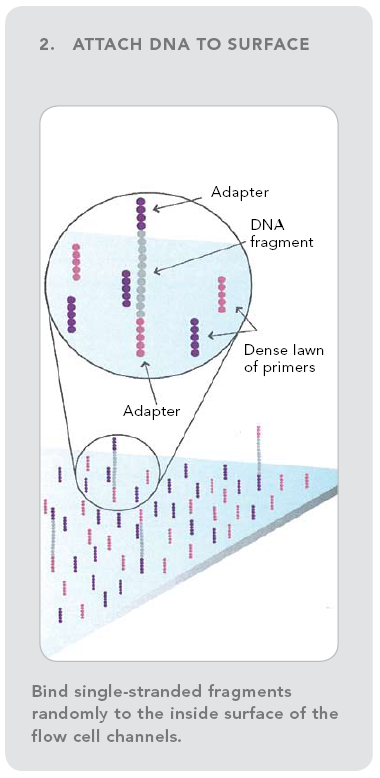 2. ATTACH DNA TO SURFACE
Adapter
DNA
fragment
Dense lawn
of primers
Adapter
Bind single-stranded fragments
randomly to the inside surface of the
flow cell channels.